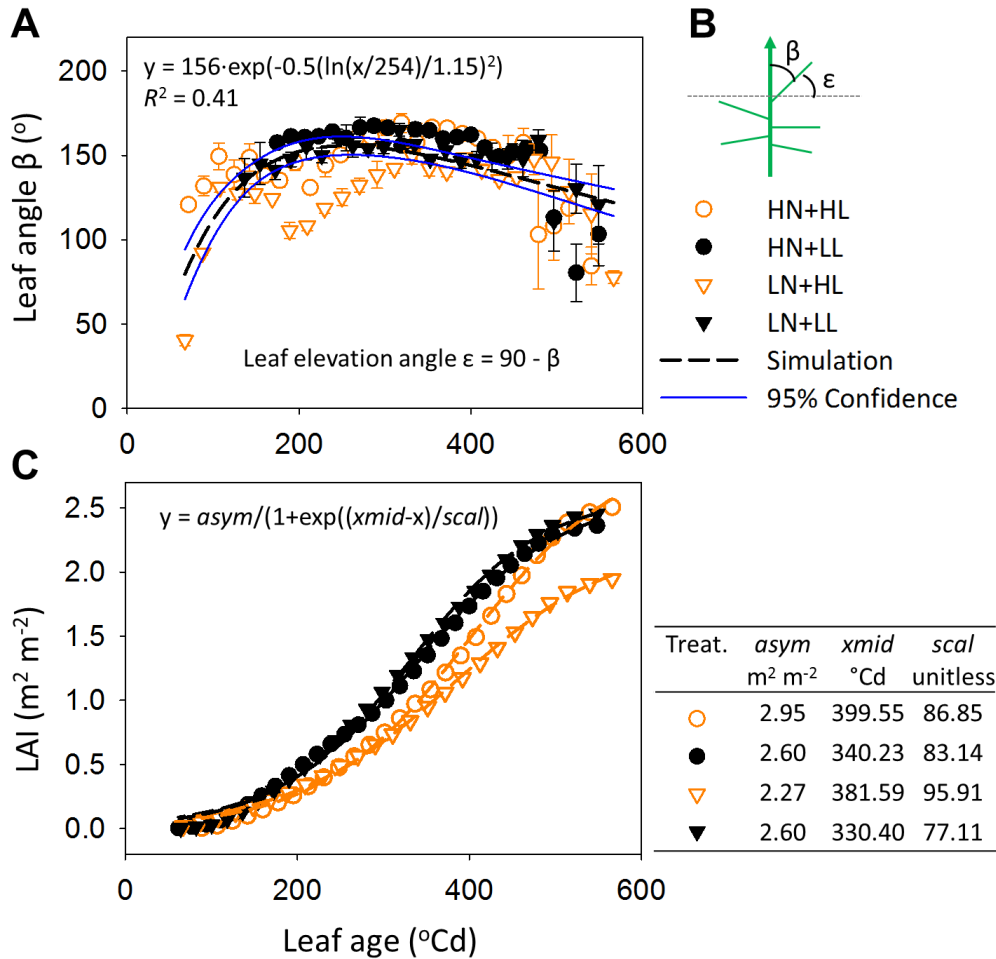 A
y = 156·exp(-0.5(ln(x/254)/1.15)²)
R² = 0.41
200
150
100
50
0
Leaf angle β (º)
Leaf elevation angle ε = 90 - β
0 200 400 600
B
β
ε
HN+HL
HN+LL
LN+HL
LN+LL
Simulation
95% Confidence
C
y = asym/(1+exp((xmid-x)/scal))
2.5
2.0
1.5
1.0
0.5
0.0
LAI (m² m⁻²)
0 200 400 600
Leaf age (ºCd)
Treat. asym xmid scal
m² m⁻² °Cd unitless
2.95 399.55 86.85
2.60 340.23 83.14
2.27 381.59 95.91
2.60 330.40 77.11